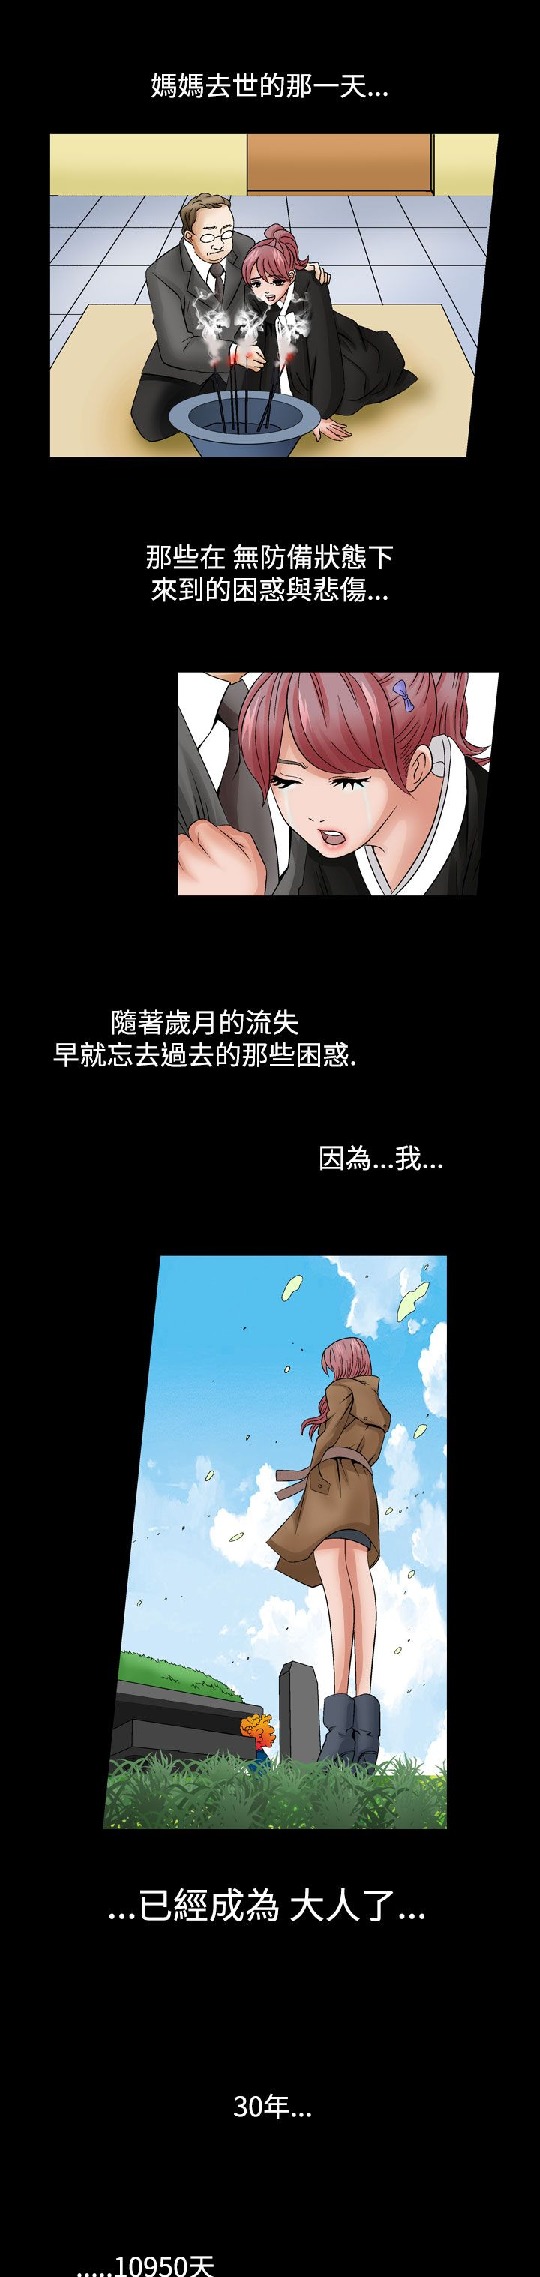 媽媽去世的那一天...
那些在 無防備狀態下
來到的困惑與悲傷...
隨著歲月的流失
早就忘去過去的那些困惑.
因為...我...
...已經成為 大人了...
30年...
.....10950天